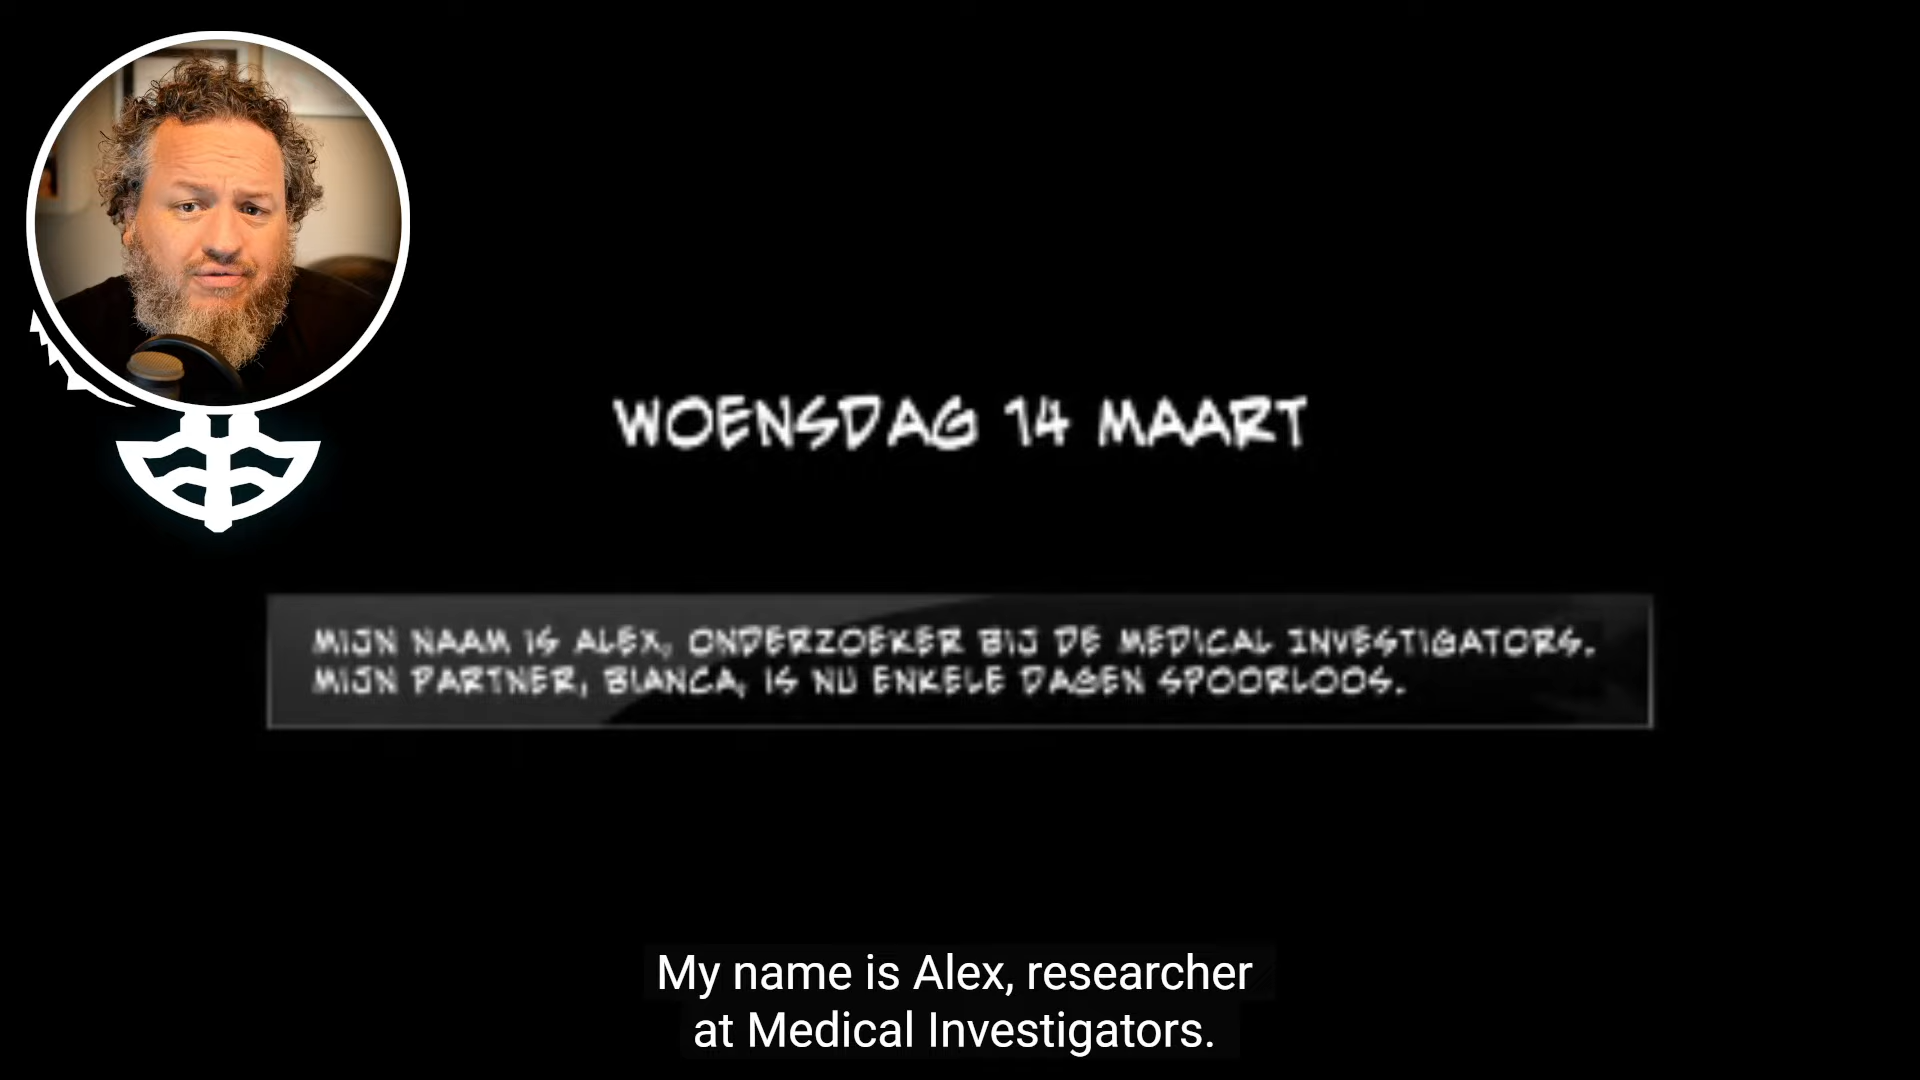 WOENSDAG 14 MAART
MIJN NAAM IS ALEX, ONDERZOEKER BIJ DE MEDICAL INVESTIGATORS.
MIJN PARTNER, BIANCA, IS NU ENKELE DAGEN SPOORLOOS.
My name is Alex, researcher
at Medical Investigators.